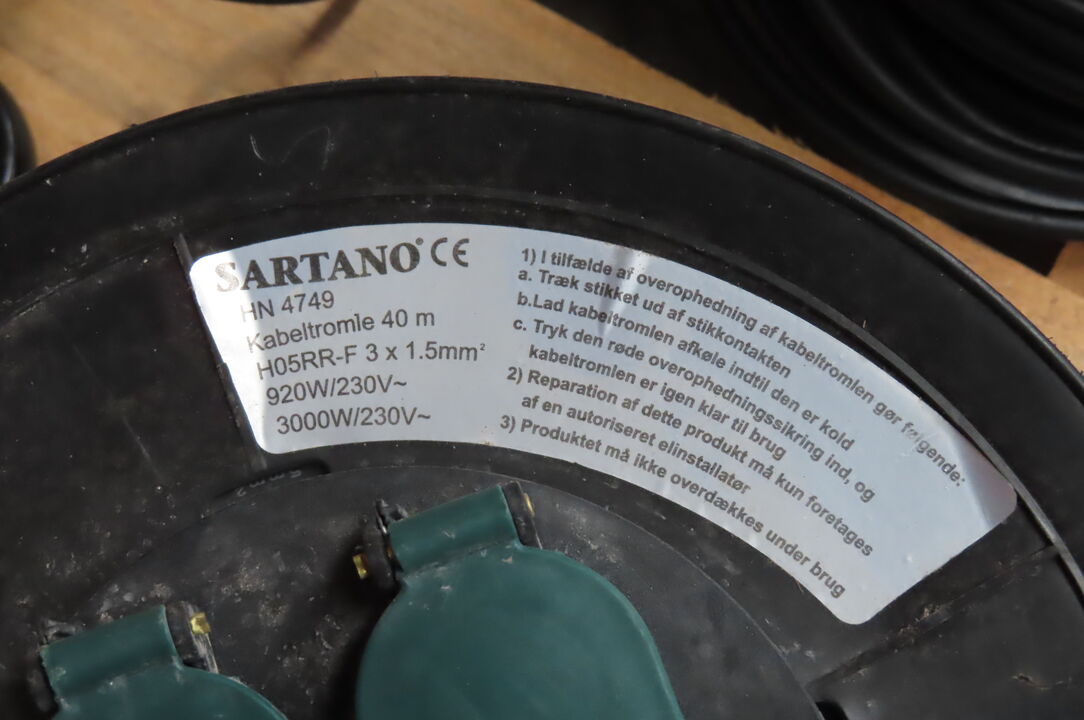 SARTANO® CE
HN 4749
Kabeltromle 40 m
H05RR-F 3 x 1.5mm²
920W/230V~
3000W/230V~
1) I tilfælde af overophedning af kabeltromlen gør følgende:
a. Træk stikket ud af stikkontakten
b.Lad kabeltromlen afkøle indtil den er kold
c. Tryk den røde overophedningssikring ind, og
kabeltromlen er igen klar til brug
2) Reparation af dette produkt må kun foretages
af en autoriseret elinstallatør
3) Produktet må ikke overdækkes under brug